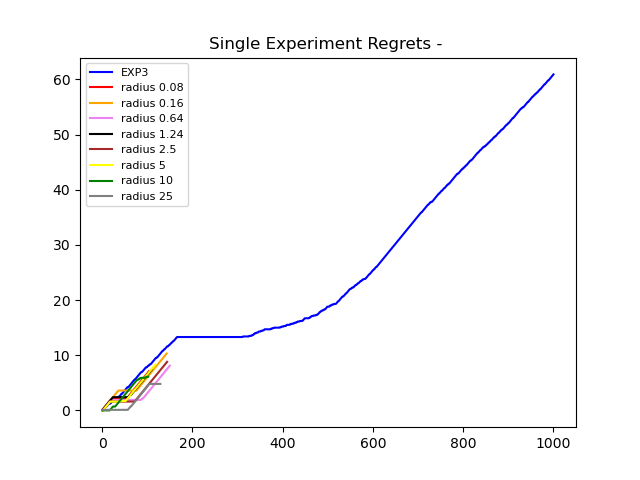 Single Experiment Regrets -
EXP3
radius 0.08
radius 0.16
radius 0.64
radius 1.24
radius 2.5
radius 5
radius 10
radius 25
60
50
40
30
20
10
0
0 200 400 600 800 1000